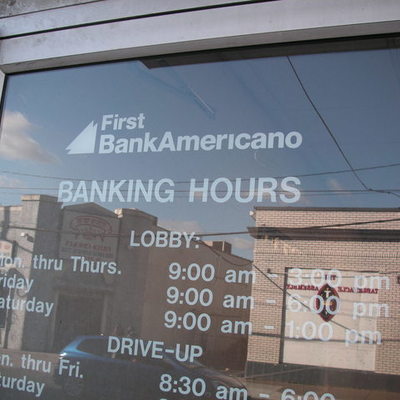 First
BankAmericano
BANKING HOURS
LOBBY:
on. thru Thurs. 9:00 am - 3:00 pm
riday 9:00 am - 6:00 pm
aturday 9:00 am - 1:00 pm
DRIVE-UP
n. thru Fri. 8:30 am - 6:00
turday